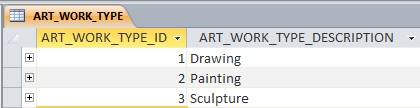 ART_WORK_TYPE
ART_WORK_TYPE_ID ART_WORK_TYPE_DESCRIPTION
1 Drawing
2 Painting
3 Sculpture